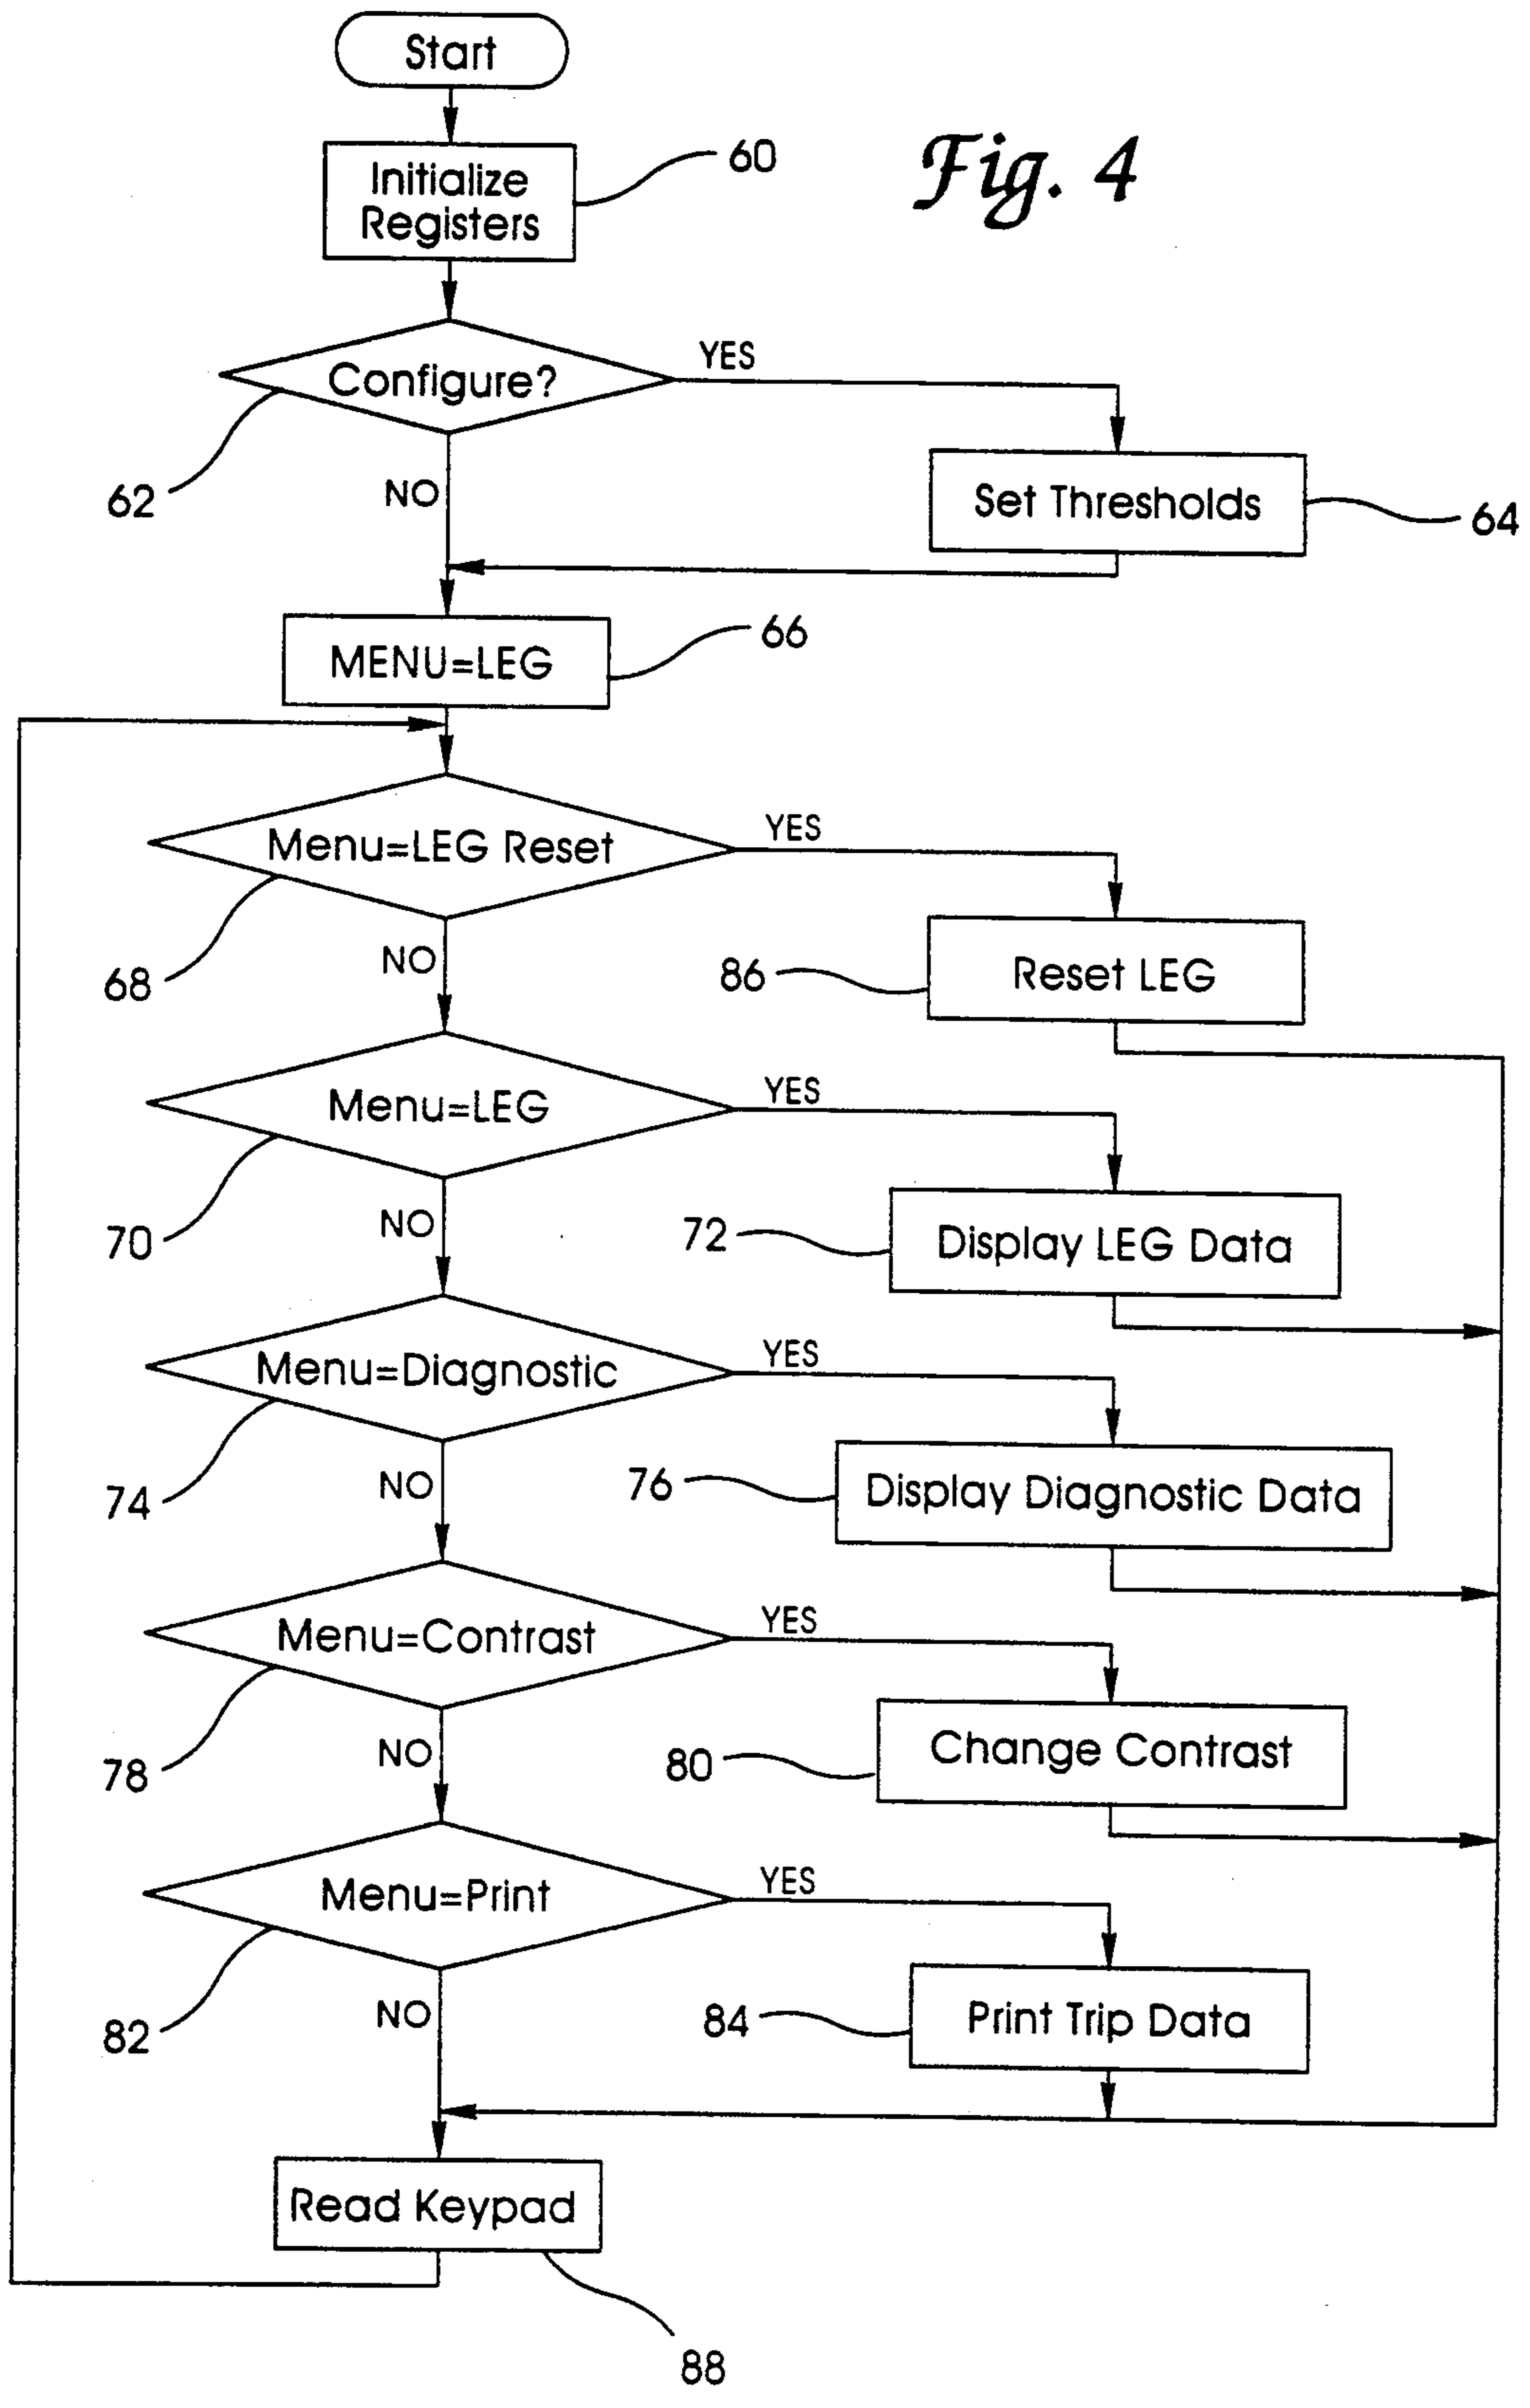 Start
Fig. 4
Initialize
Registers
60
Configure?
YES
62
NO
Set Thresholds
64
MENU=LEG
66
Menu=LEG Reset
YES
68
NO
86
Reset LEG
Menu=LEG
YES
70
NO
72
Display LEG Data
Menu=Diagnostic
YES
74
NO
76
Display Diagnostic Data
Menu=Contrast
YES
78
NO
80
Change Contrast
Menu=Print
YES
82
NO
84
Print Trip Data
Read Keypad
88